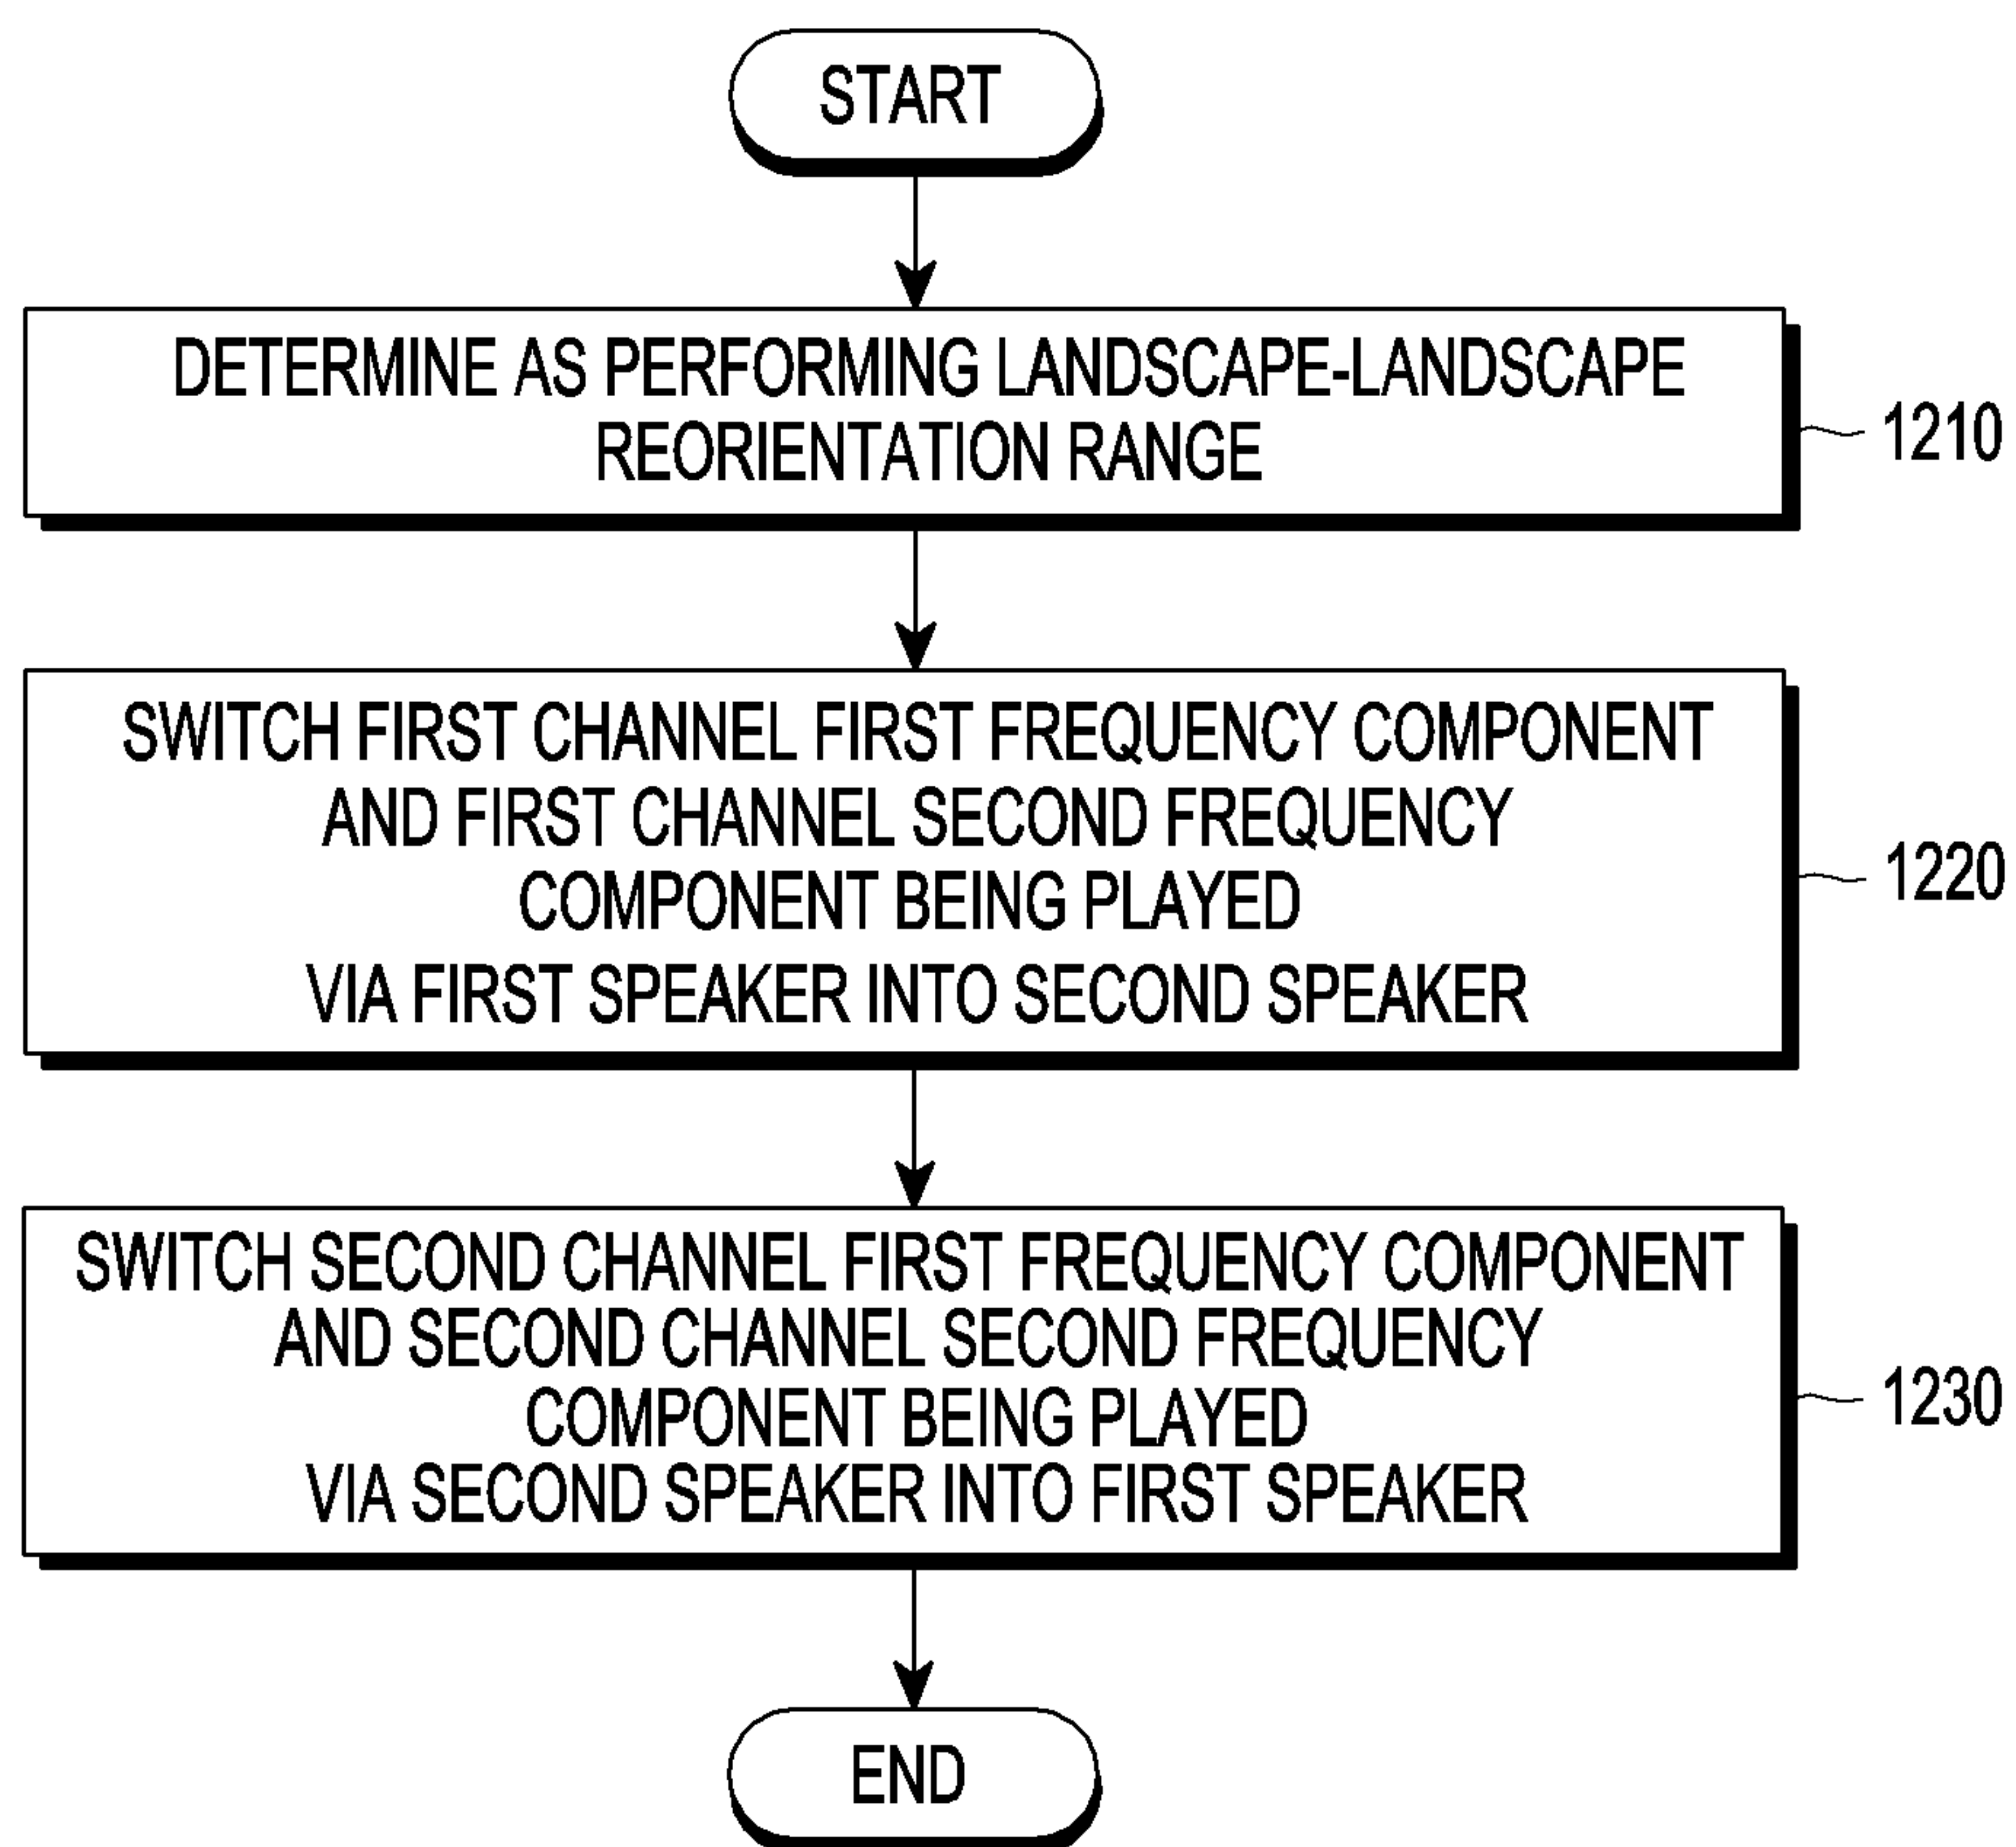 START
DETERMINE AS PERFORMING LANDSCAPE-LANDSCAPE
REORIENTATION RANGE
1210
SWITCH FIRST CHANNEL FIRST FREQUENCY COMPONENT
AND FIRST CHANNEL SECOND FREQUENCY
COMPONENT BEING PLAYED
VIA FIRST SPEAKER INTO SECOND SPEAKER
1220
SWITCH SECOND CHANNEL FIRST FREQUENCY COMPONENT
AND SECOND CHANNEL SECOND FREQUENCY
COMPONENT BEING PLAYED
VIA SECOND SPEAKER INTO FIRST SPEAKER
1230
END